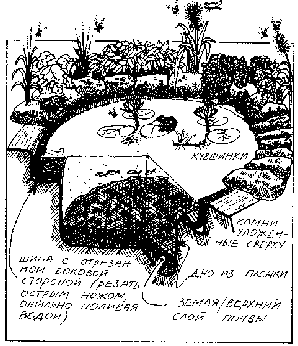 КУВШИНКИ
КАМНИ
УЛОЖЕН-
НЫЕ СВЕРХУ
ШИНА С ОТРЕЗАН
НОЙ БОКОВОЙ
СТОРОНОЙ (РЕЗАТЬ
ОСТРЫМ НОЖОМ,
ОБИЛЬНО ПОЛИВАЯ
ВОДОЙ)
ДНО ИЗ ПЛЕНКИ
ЗЕМЛЯ (ВЕРХНИЙ
СЛОЙ ПОЧВЫ)